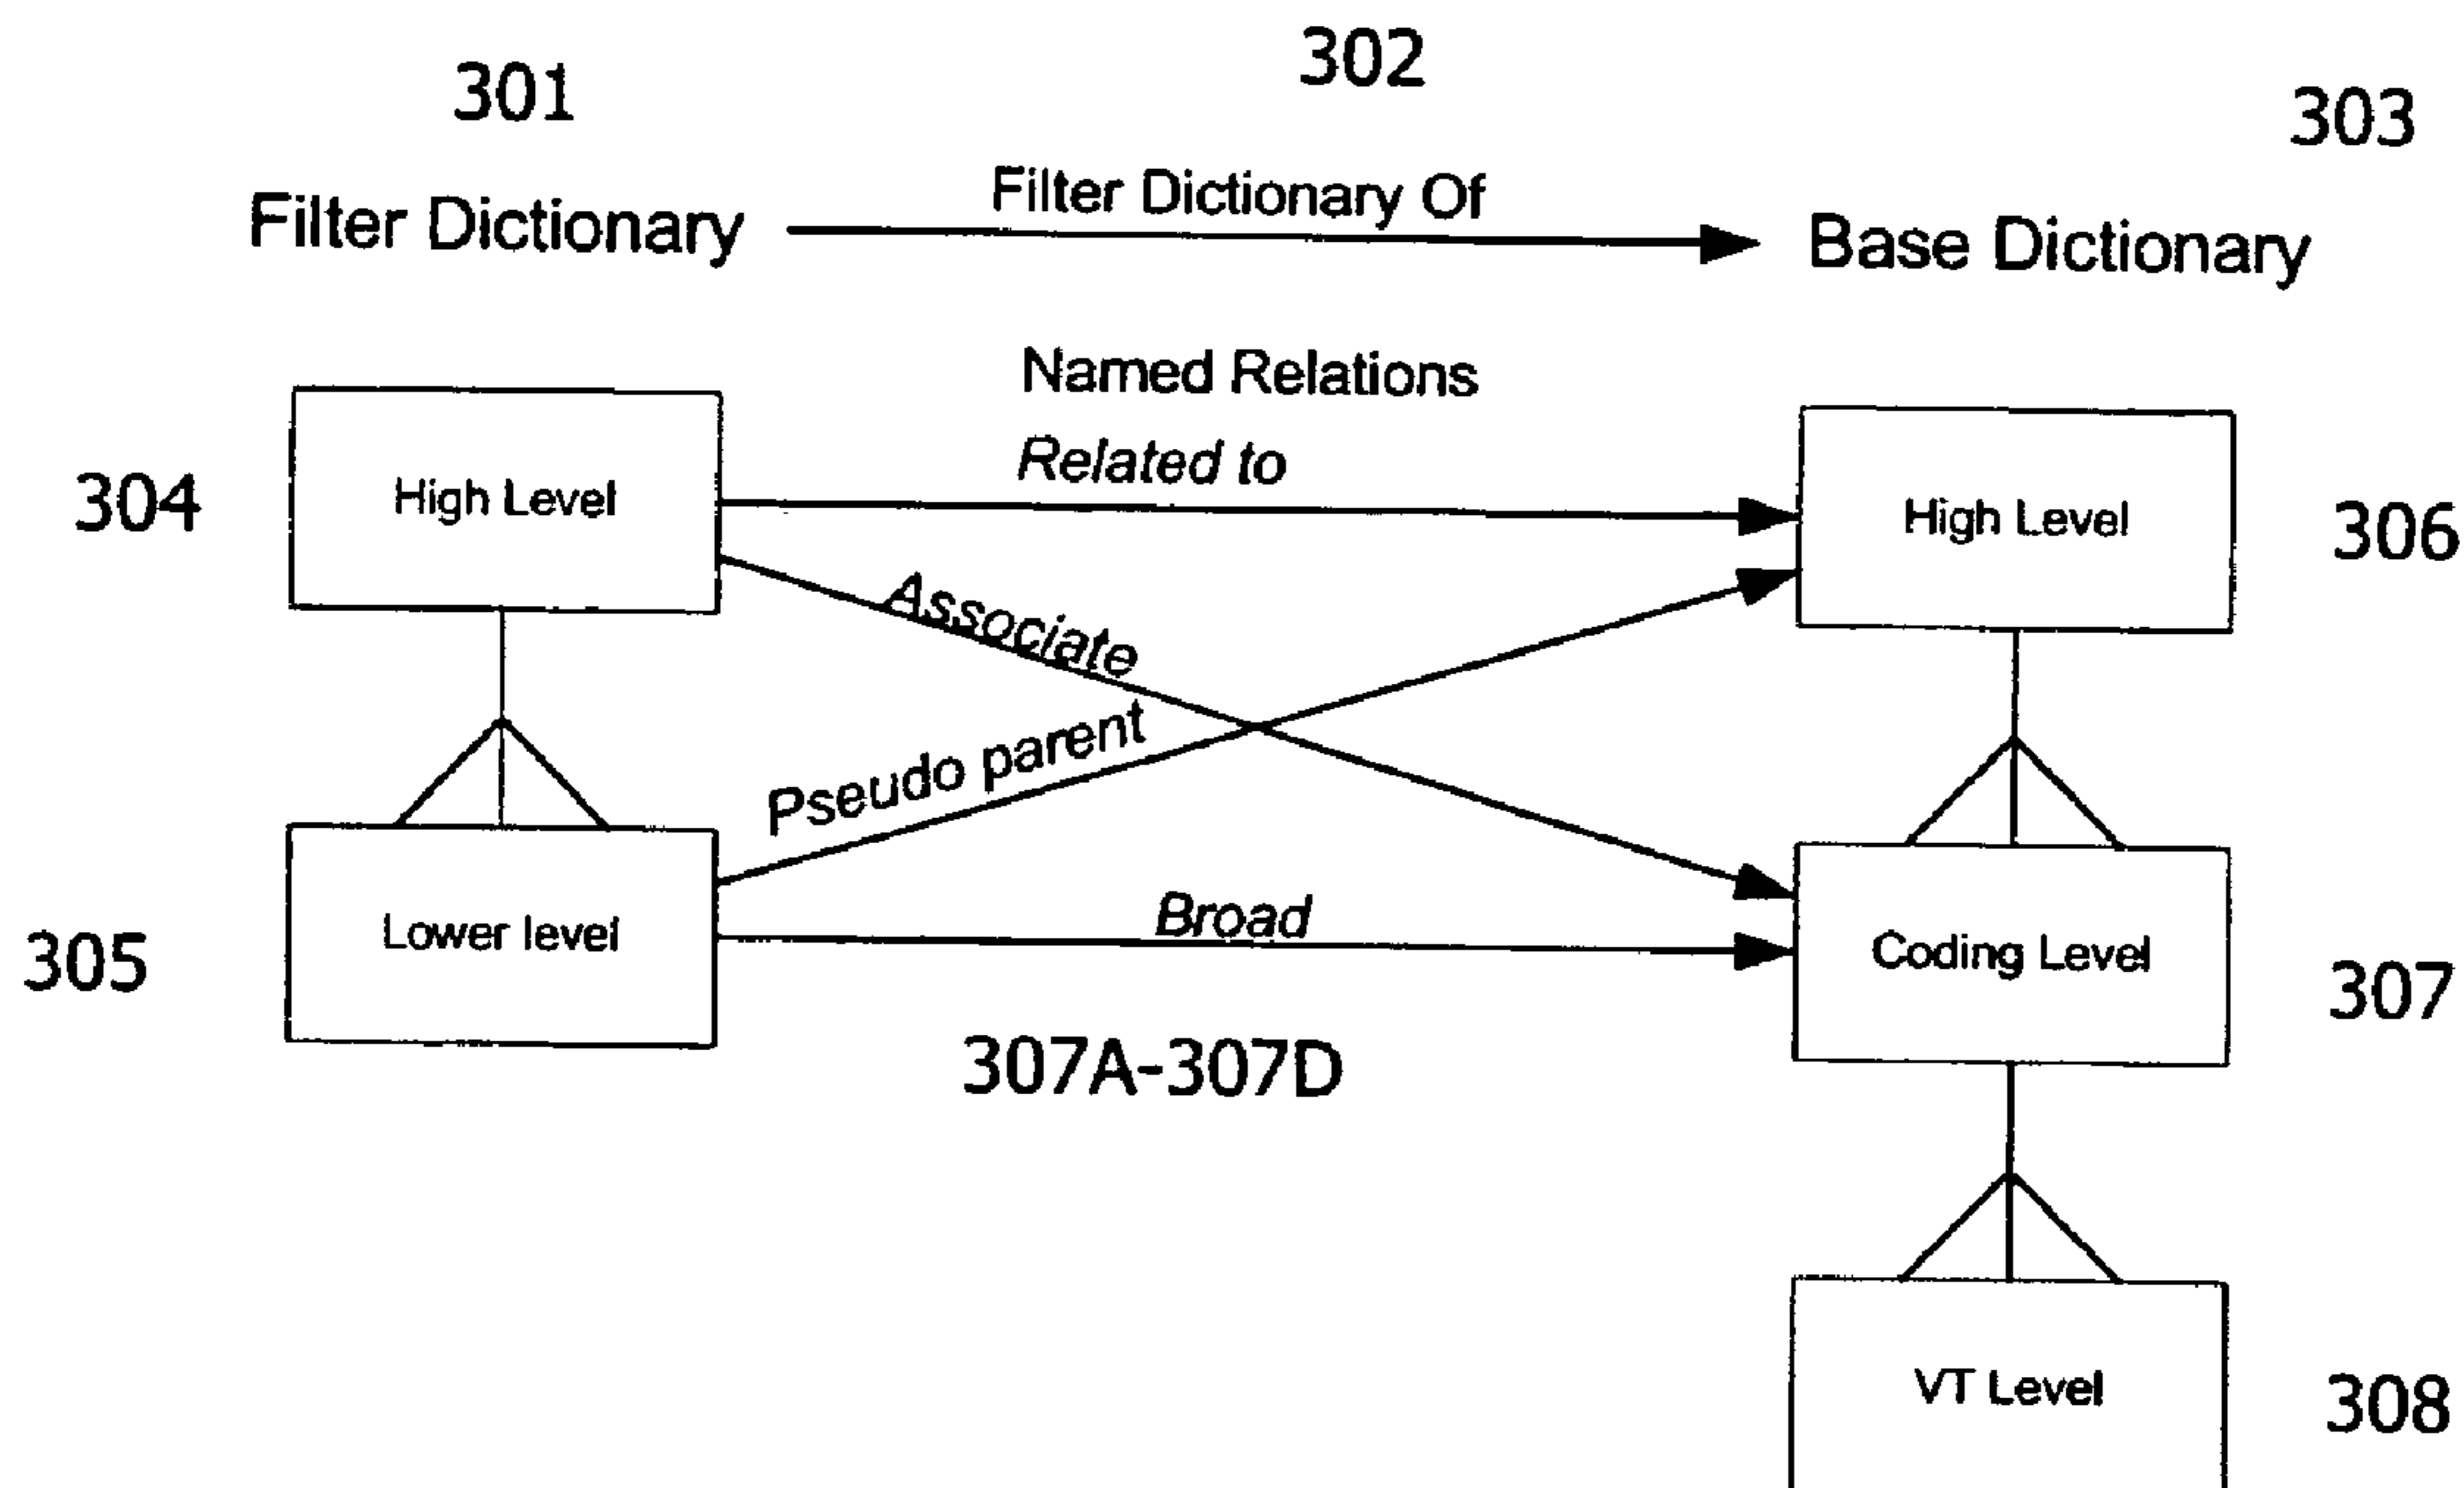 301
302
303
Filter Dictionary
Filter Dictionary Of
Base Dictionary
Named Relations
Related to
304
High Level
High Level
306
Associate
Pseudo parent
305
Lower level
Broad
Coding Level
307
307A-307D
VT Level
308